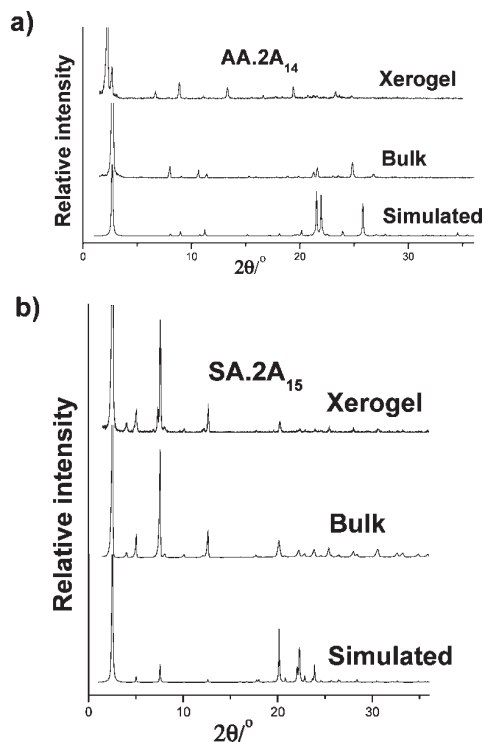 a)
AA.2A14
Xerogel
Bulk
Simulated
Relative intensity
0 10 20 30
2θ/°
b)
SA.2A15
Xerogel
Bulk
Simulated
Relative intensity
0 10 20 30
2θ/°